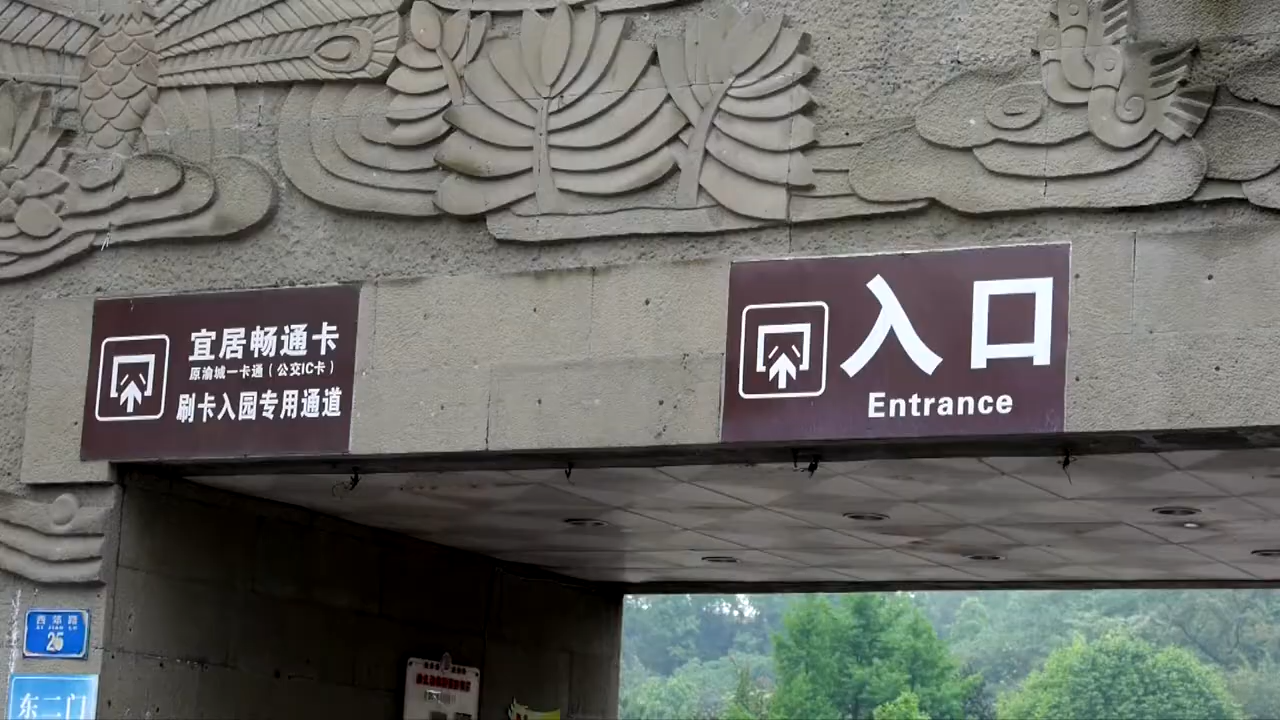 宜居畅通卡
原渝城一卡通（公交IC卡）
刷卡入园专用通道
入口
Entrance
西郊路
25
东二门